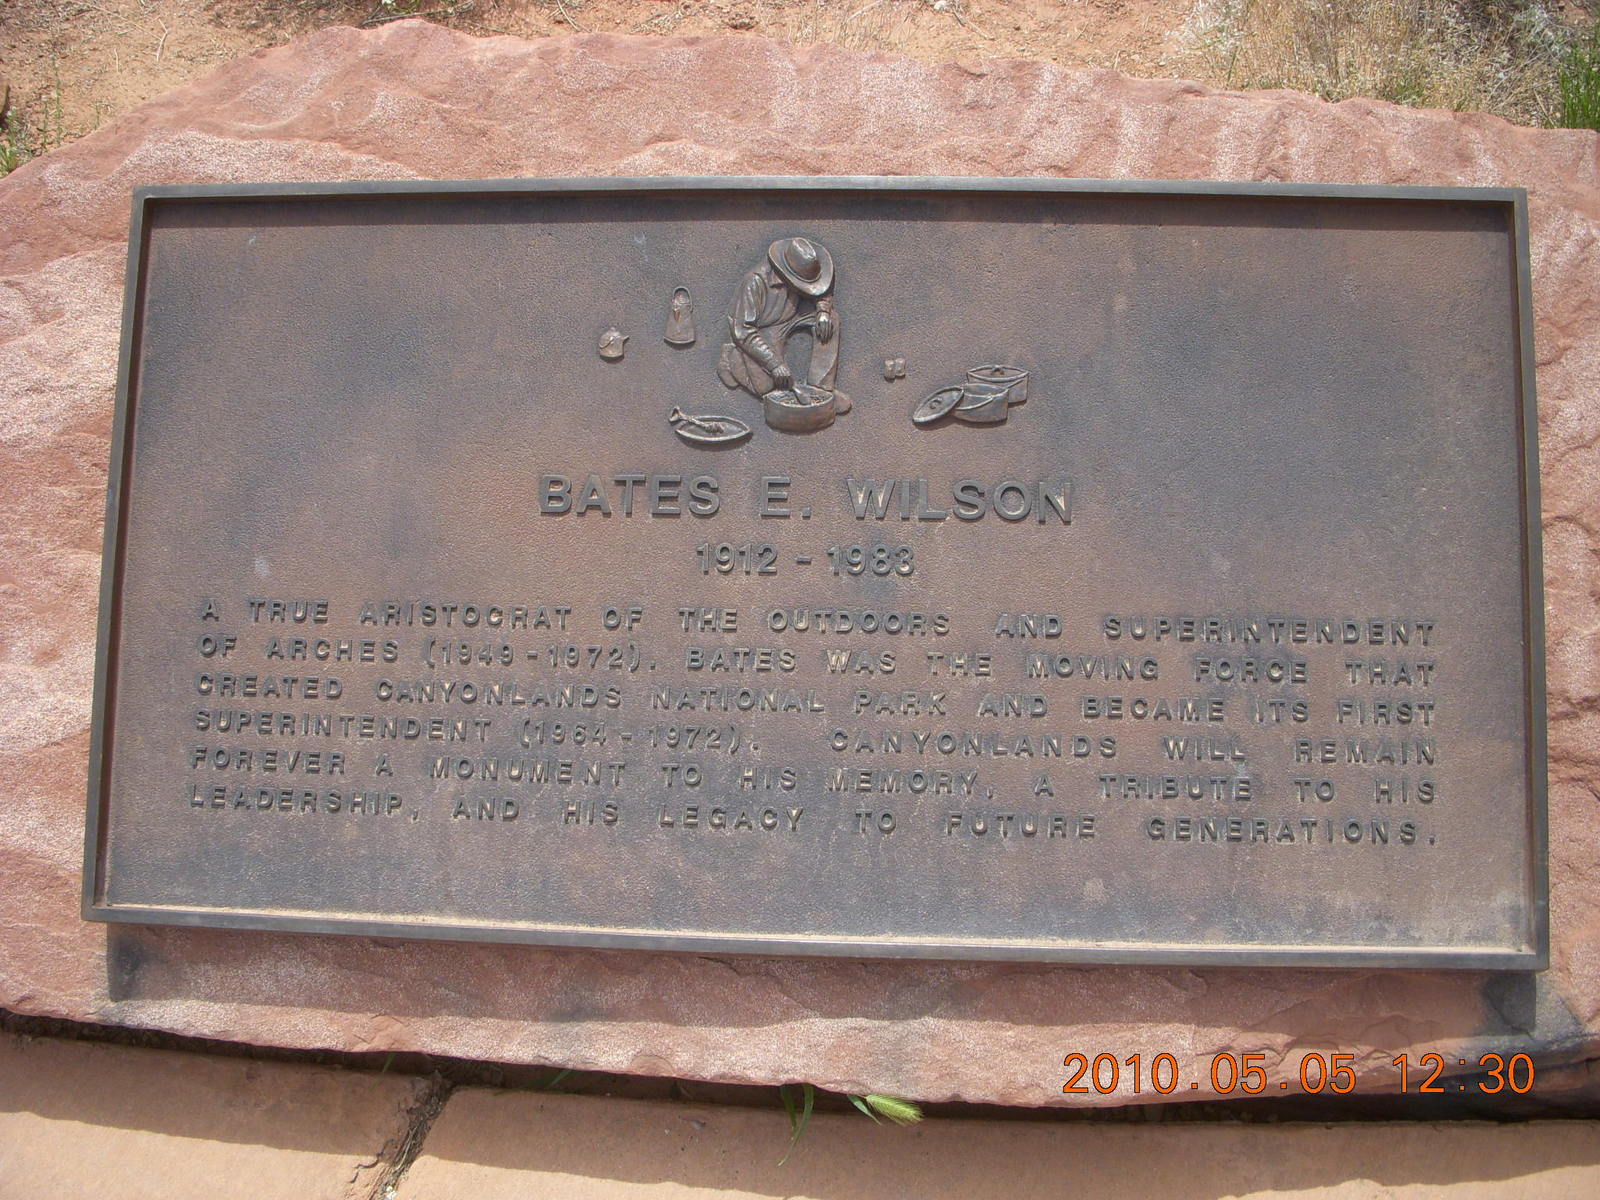 BATES E. WILSON
1912 - 1983
A TRUE ARISTOCRAT OF THE OUTDOORS AND SUPERINTENDENT
OF ARCHES (1949-1972). BATES WAS THE MOVING FORCE THAT
CREATED CANYONLANDS NATIONAL PARK AND BECAME ITS FIRST
SUPERINTENDENT (1964-1972). CANYONLANDS WILL REMAIN
FOREVER A MONUMENT TO HIS MEMORY, A TRIBUTE TO HIS
LEADERSHIP, AND HIS LEGACY TO FUTURE GENERATIONS.
2010.05.05 12:30